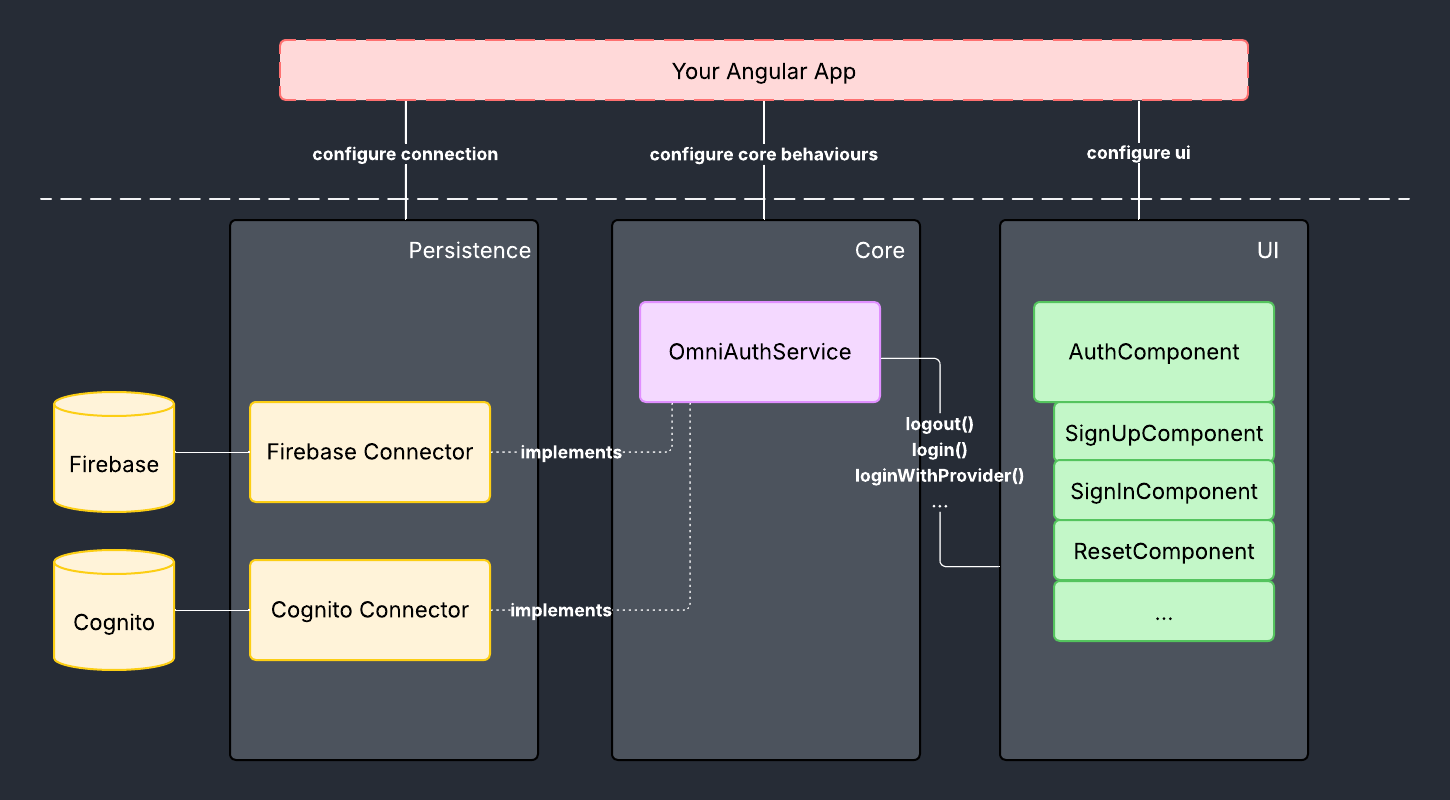 Your Angular App
configure connection
configure core behaviours
configure ui
Persistence
Core
UI
OmniAuthService
AuthComponent
Firebase
Firebase Connector
implements
logout()
login()
loginWithProvider()
...
SignUpComponent
SignInComponent
ResetComponent
...
Cognito
Cognito Connector
implements